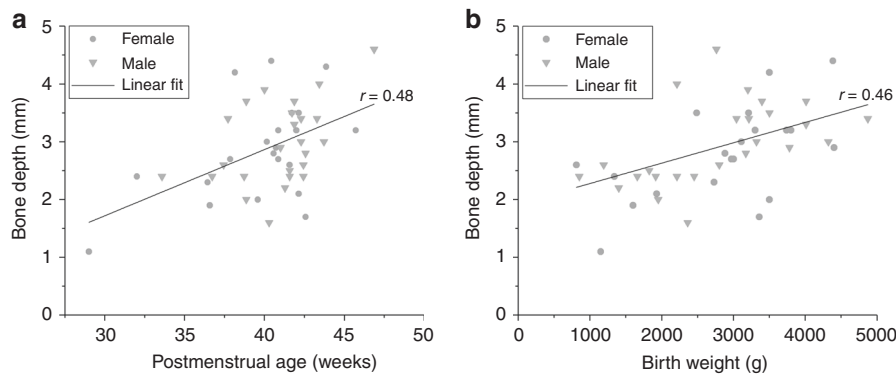 a
Female
Male
Linear fit
r = 0.48
Bone depth (mm)
5
4
3
2
1
0
30 35 40 45 50
Postmenstrual age (weeks)
b
Female
Male
Linear fit
r = 0.46
Bone depth (mm)
5
4
3
2
1
0
0 1000 2000 3000 4000 5000
Birth weight (g)